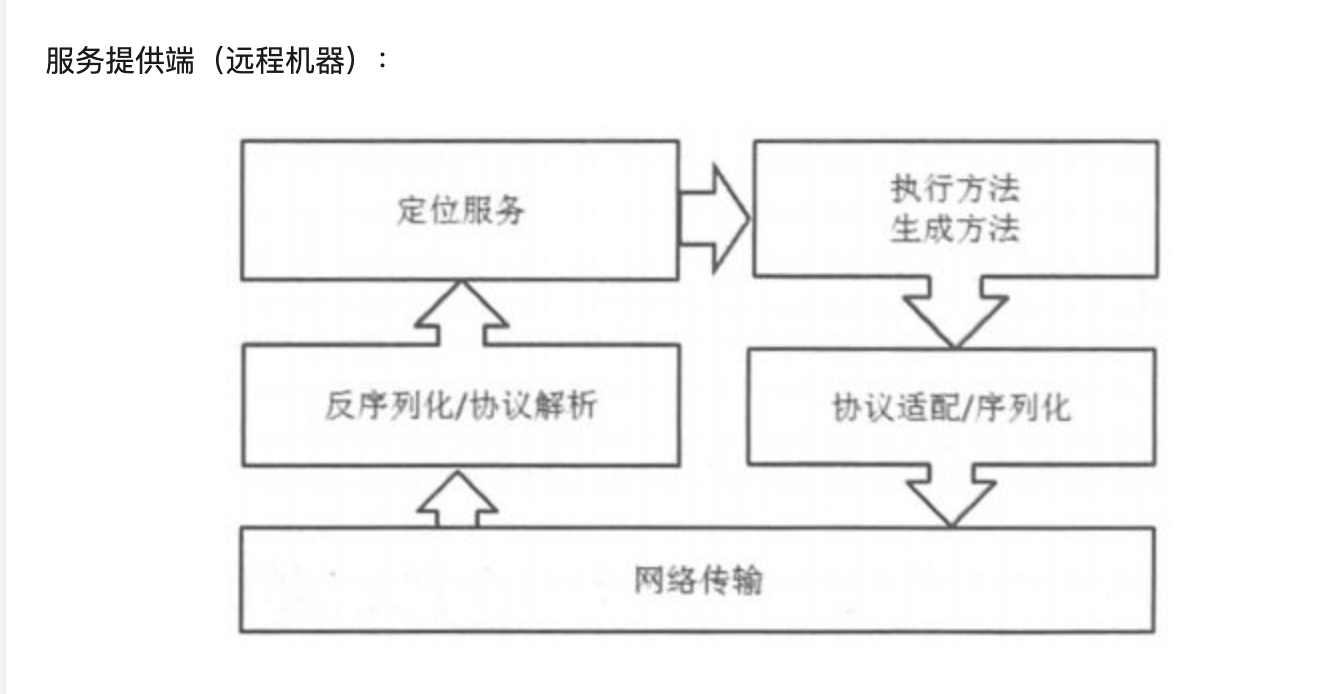 服务提供端（远程机器）：
定位服务
执行方法
生成方法
反序列化/协议解析
协议适配/序列化
网络传输